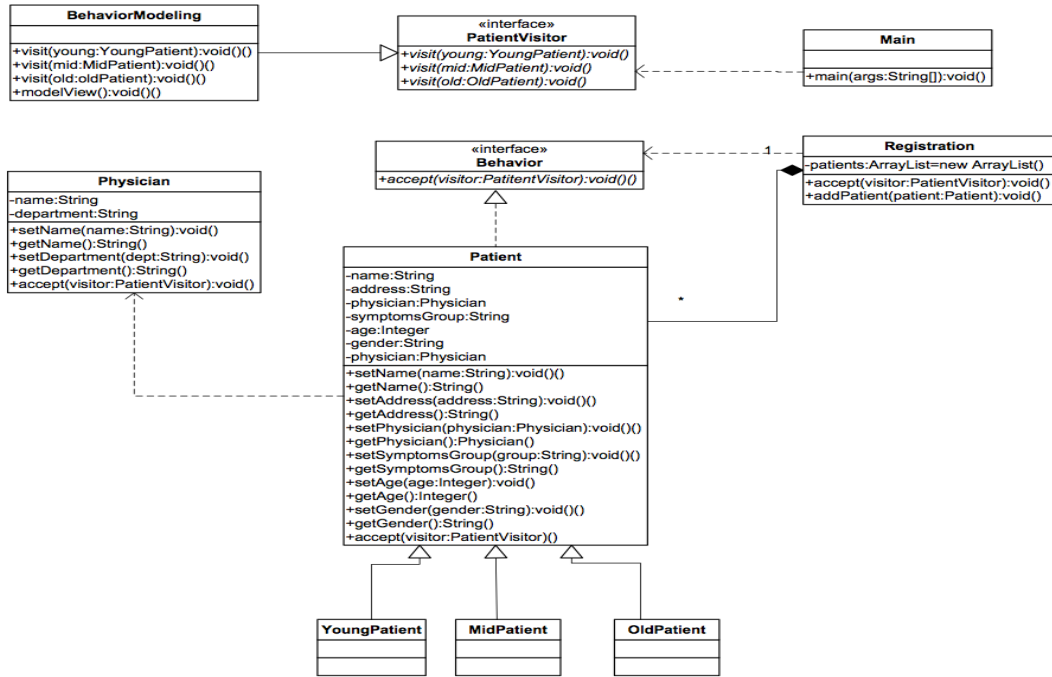 BehaviorModeling
+visit(young:YoungPatient):void()()
+visit(mid:MidPatient):void()()
+visit(old:oldPatient):void()()
+modelView():void()()
«interface»
PatientVisitor
+visit(young:YoungPatient):void()
+visit(mid:MidPatient):void()
+visit(old:OldPatient):void()
Main
+main(args:String[]):void()
«interface»
Behavior
+accept(visitor:PatitentVisitor):void()()
1
Registration
-patients:ArrayList=new ArrayList()
+accept(visitor:PatientVisitor):void()
+addPatient(patient:Patient):void()
Physician
-name:String
-department:String
+setName(name:String):void()
+getName():String()
+setDepartment(dept:String):void()
+getDepartment():String()
+accept(visitor:PatientVisitor):void()
Patient
-name:String
-address:String
-physician:Physician
-symptomsGroup:String
-age:Integer
-gender:String
-physician:Physician
+setName(name:String):void()()
+getName():String()
+setAddress(address:String):void()()
+getAddress():String()
+setPhysician(physician:Physician):void()()
+getPhysician():Physician()
+setSymptomsGroup(group:String):void()()
+getSymptomsGroup():String()
+setAge(age:Integer):void()
+getAge():Integer()
+setGender(gender:String):void()()
+getGender():String()
+accept(visitor:PatientVisitor)()
*
YoungPatient
MidPatient
OldPatient